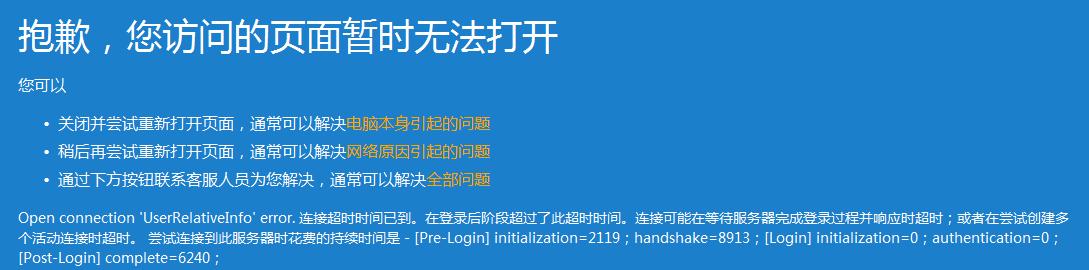 抱歉，您访问的页面暂时无法打开
您可以
• 关闭并尝试重新打开页面，通常可以解决电脑本身引起的问题
• 稍后再尝试重新打开页面，通常可以解决网络原因引起的问题
• 通过下方按钮联系客服人员为您解决，通常可以解决全部问题
Open connection 'UserRelativeInfo' error. 连接超时时间已到。在登录后阶段超过了此超时时间。连接可能在等待服务器完成登录过程并响应时超时；或者在尝试创建多
个活动连接时超时。 尝试连接到此服务器时花费的持续时间是 - [Pre-Login] initialization=2119；handshake=8913；[Login] initialization=0；authentication=0；
[Post-Login] complete=6240；